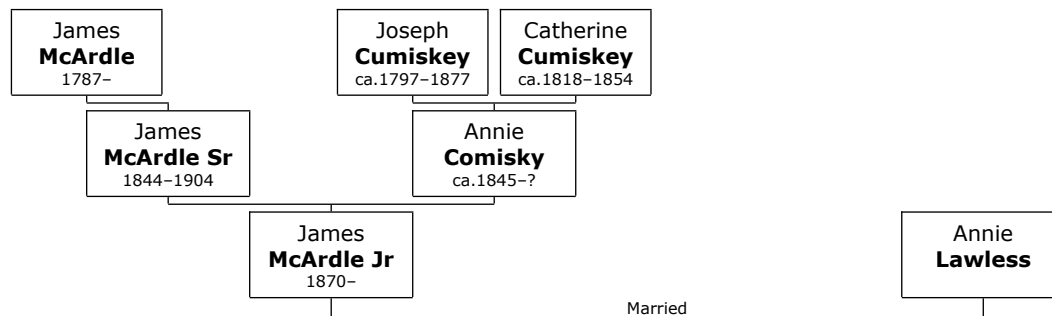 James
McArdle
1787–
Joseph
Cumiskey
ca.1797–1877
Catherine
Cumiskey
ca.1818–1854
James
McArdle Sr
1844–1904
Annie
Comisky
ca.1845–?
James
McArdle Jr
1870–
Annie
Lawless
Married